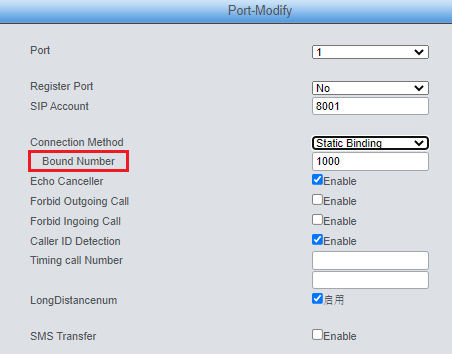 Port-Modify
Port 1
Register Port No
SIP Account 8001
Connection Method Static Binding
Bound Number 1000
Echo Canceller Enable
Forbid Outgoing Call Enable
Forbid Ingoing Call Enable
Caller ID Detection Enable
Timing call Number
LongDistancenum 启用
SMS Transfer Enable